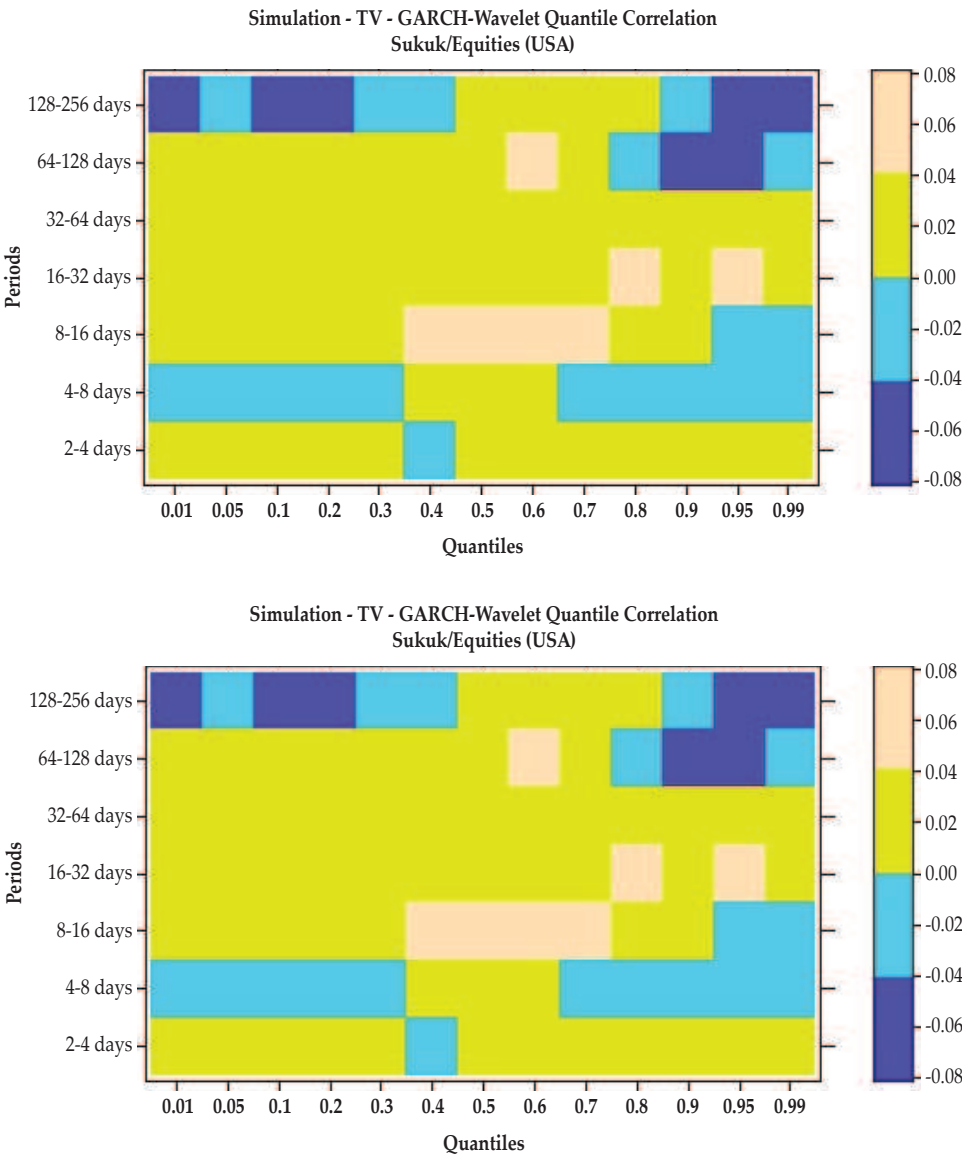 Simulation - TV - GARCH-Wavelet Quantile Correlation
Sukuk/Equities (USA)
Periods
128-256 days
64-128 days
32-64 days
16-32 days
8-16 days
4-8 days
2-4 days
0.01 0.05 0.1 0.2 0.3 0.4 0.5 0.6 0.7 0.8 0.9 0.95 0.99
Quantiles
0.08
0.06
0.04
0.02
0.00
-0.02
-0.04
-0.06
-0.08
Simulation - TV - GARCH-Wavelet Quantile Correlation
Sukuk/Equities (USA)
Periods
128-256 days
64-128 days
32-64 days
16-32 days
8-16 days
4-8 days
2-4 days
0.01 0.05 0.1 0.2 0.3 0.4 0.5 0.6 0.7 0.8 0.9 0.95 0.99
Quantiles
0.08
0.06
0.04
0.02
0.00
-0.02
-0.04
-0.06
-0.08